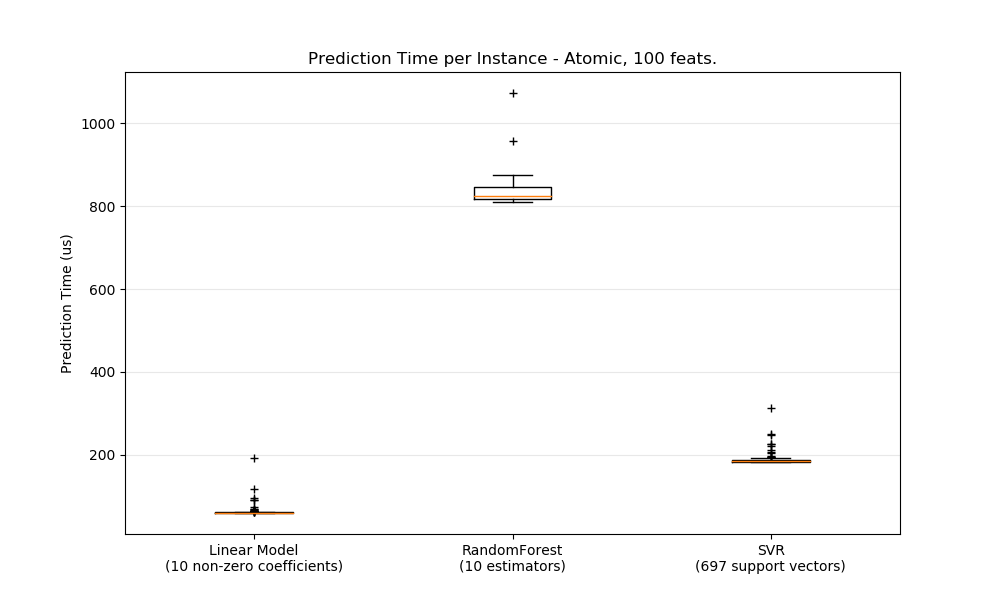 Prediction Time per Instance - Atomic, 100 feats.
Prediction Time (us)
1000
800
600
400
200
Linear Model
(10 non-zero coefficients)
RandomForest
(10 estimators)
SVR
(697 support vectors)